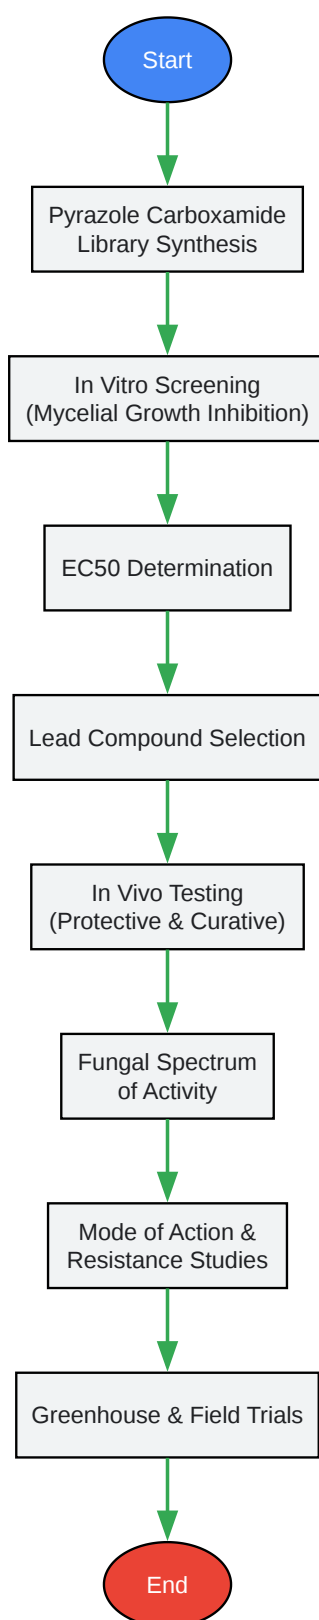 Start
Pyrazole Carboxamide
Library Synthesis
In Vitro Screening
(Mycelial Growth Inhibition)
EC50 Determination
Lead Compound Selection
In Vivo Testing
(Protective & Curative)
Fungal Spectrum
of Activity
Mode of Action &
Resistance Studies
Greenhouse & Field Trials
End